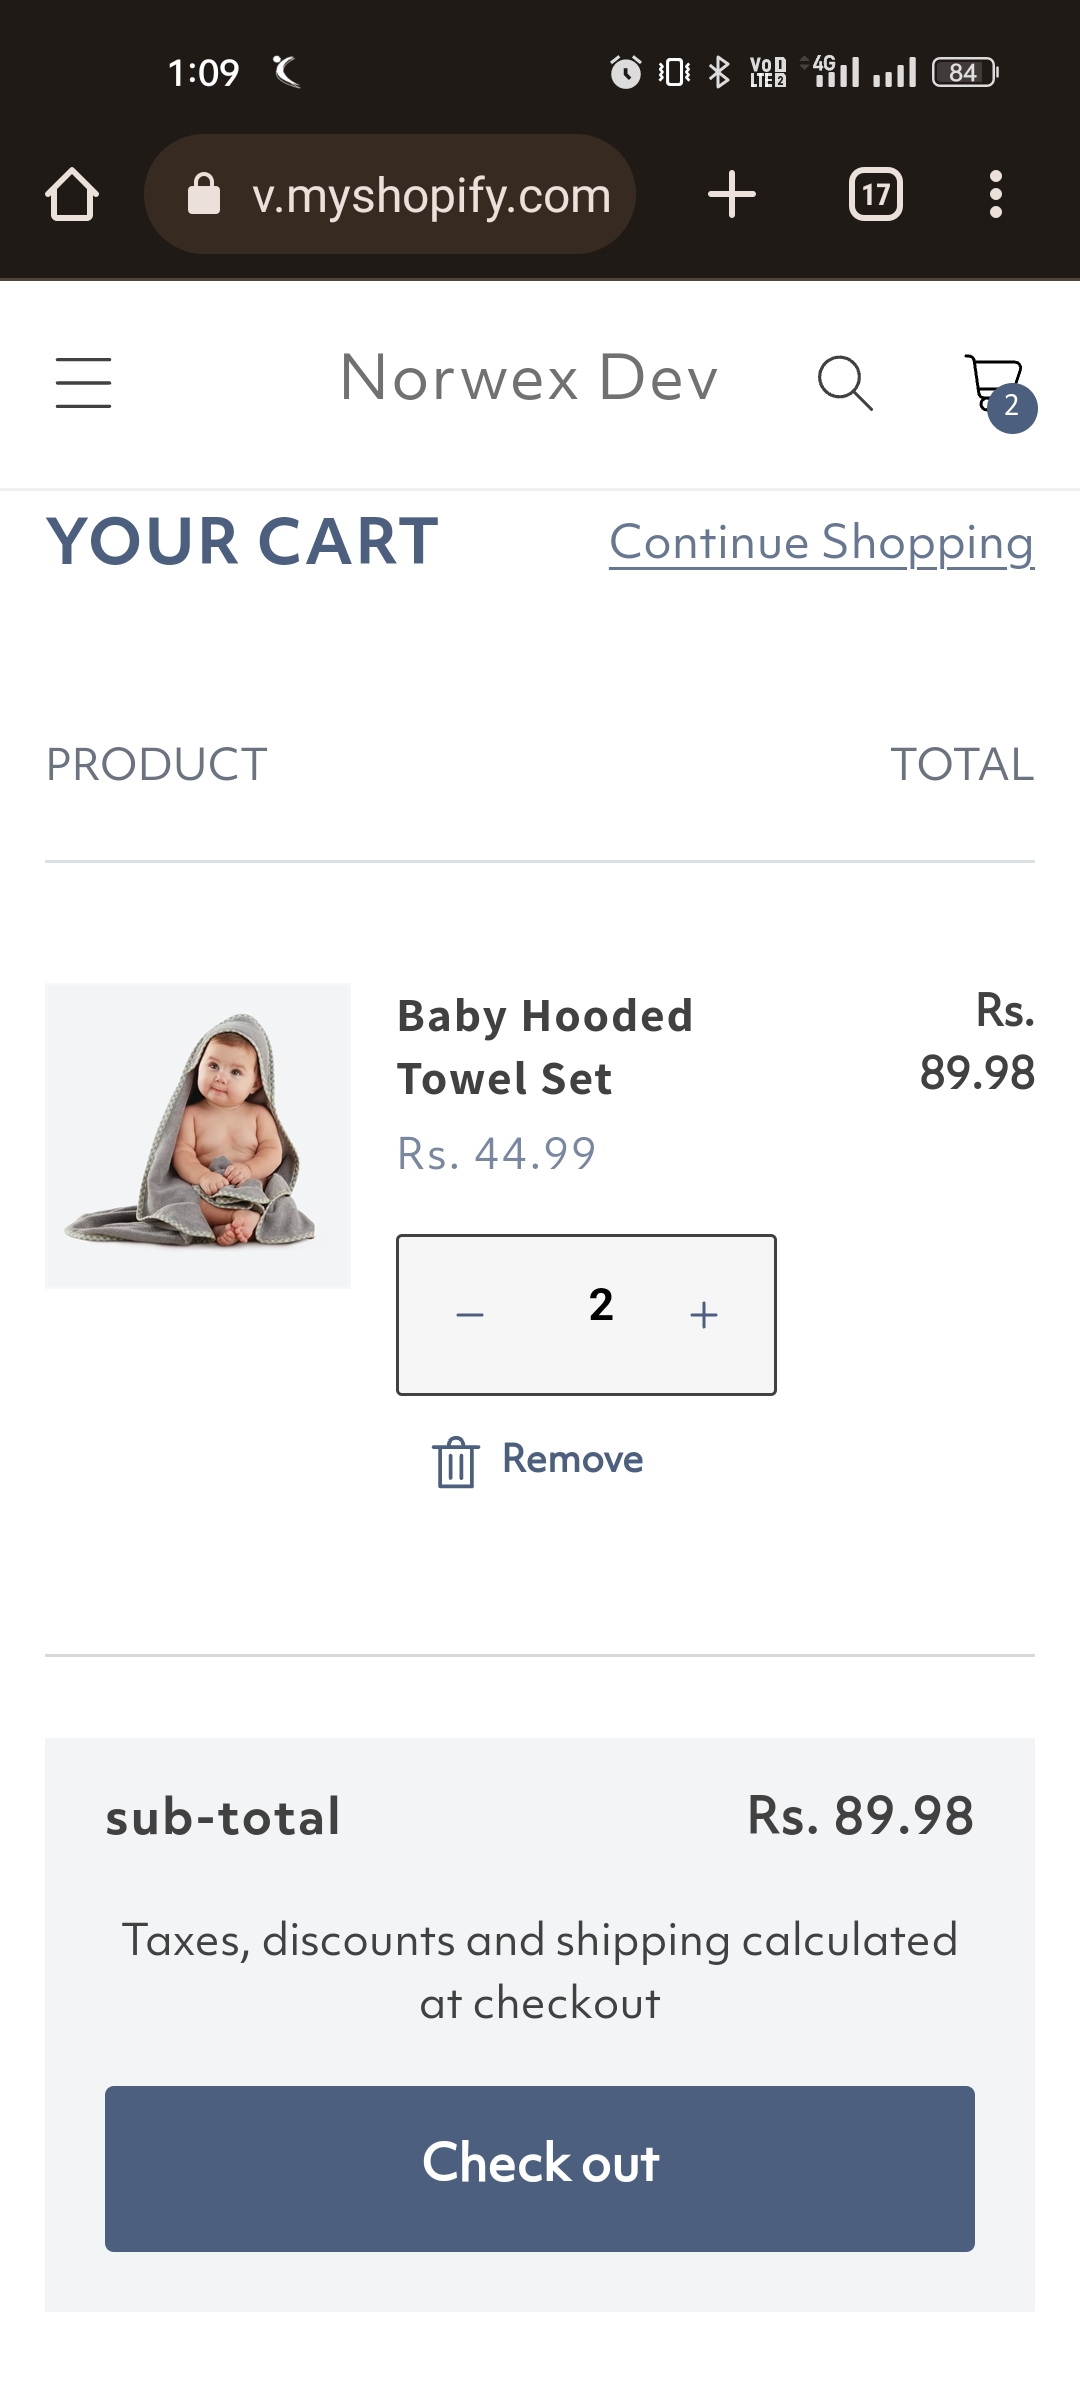 1:09 VoD LTE2 4G 84
v.myshopify.com 17
Norwex Dev 2
YOUR CART Continue Shopping
PRODUCT TOTAL
Baby Hooded Rs.
Towel Set 89.98
Rs. 44.99
− 2 +
Remove
sub-total Rs. 89.98
Taxes, discounts and shipping calculated
at checkout
Check out